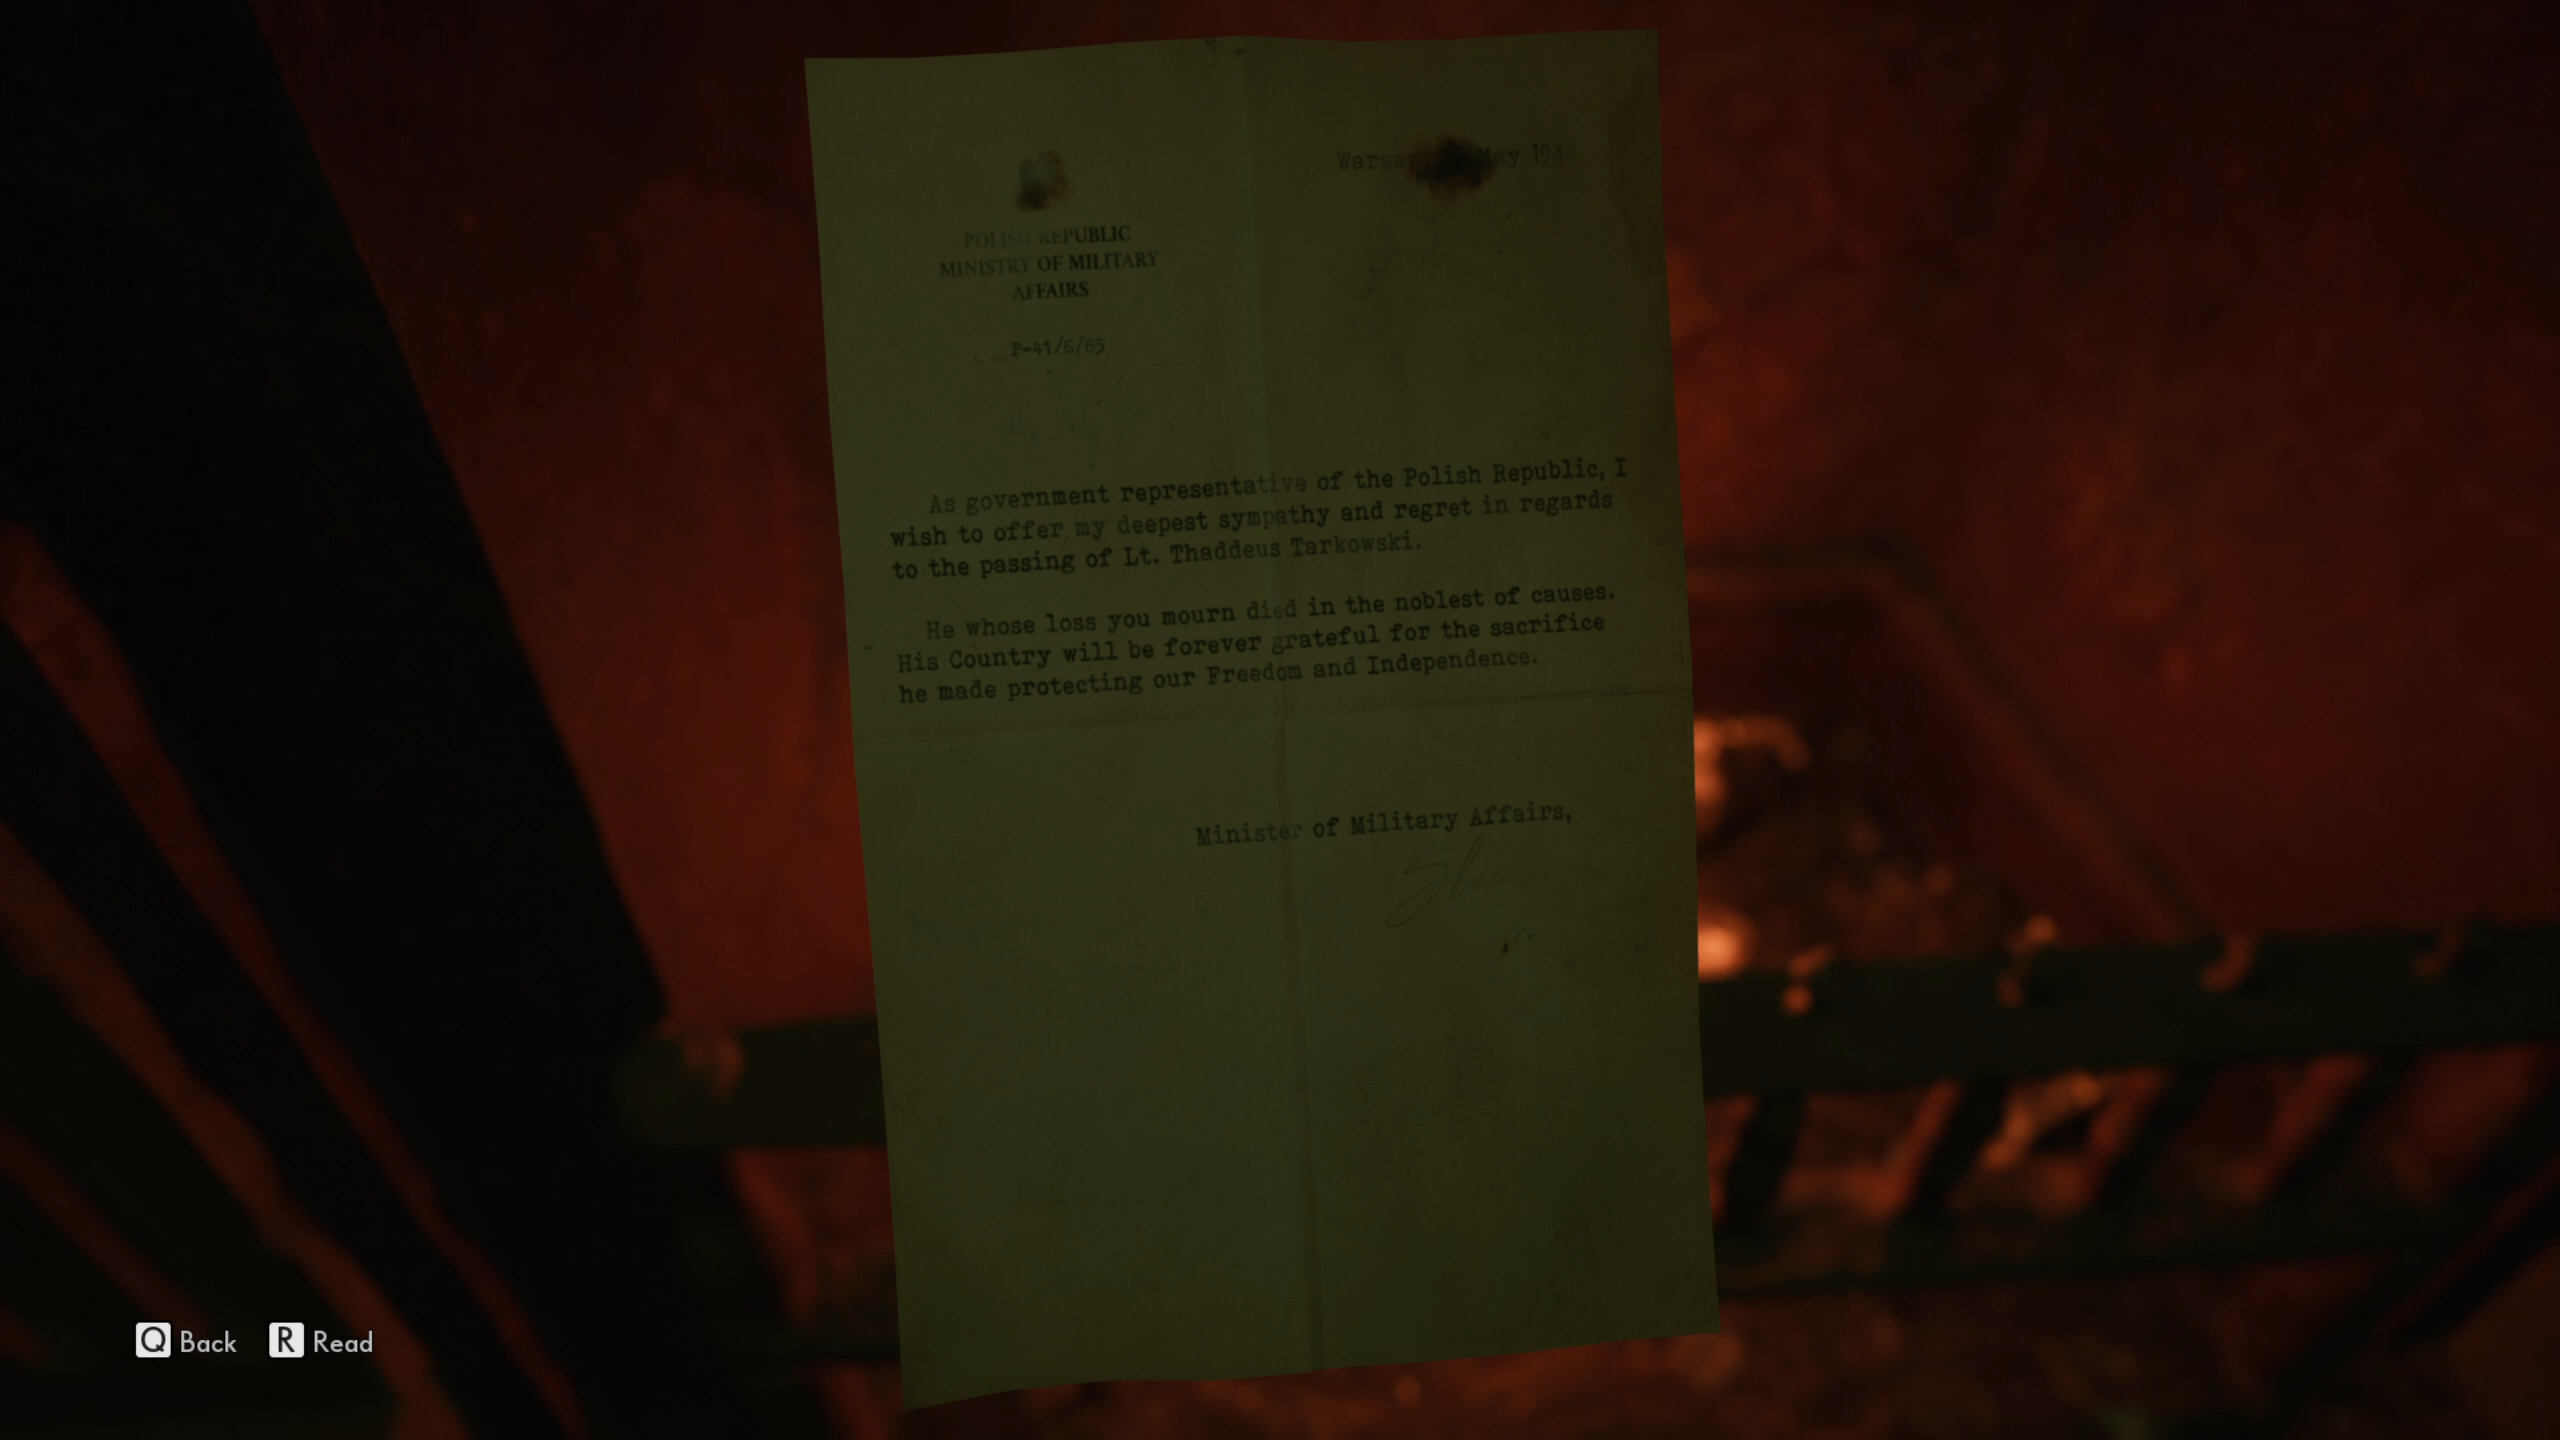 May 194
POLISH REPUBLIC
MINISTRY OF MILITARY
AFFAIRS
P-41/6/65
As government representative of the Polish Republic, I
wish to offer my deepest sympathy and regret in regards
to the passing of Lt. Thaddeus Tarkowski.
He whose loss you mourn died in the noblest of causes.
His Country will be forever grateful for the sacrifice
he made protecting our Freedom and Independence.
Minister of Military Affairs,
Q Back R Read